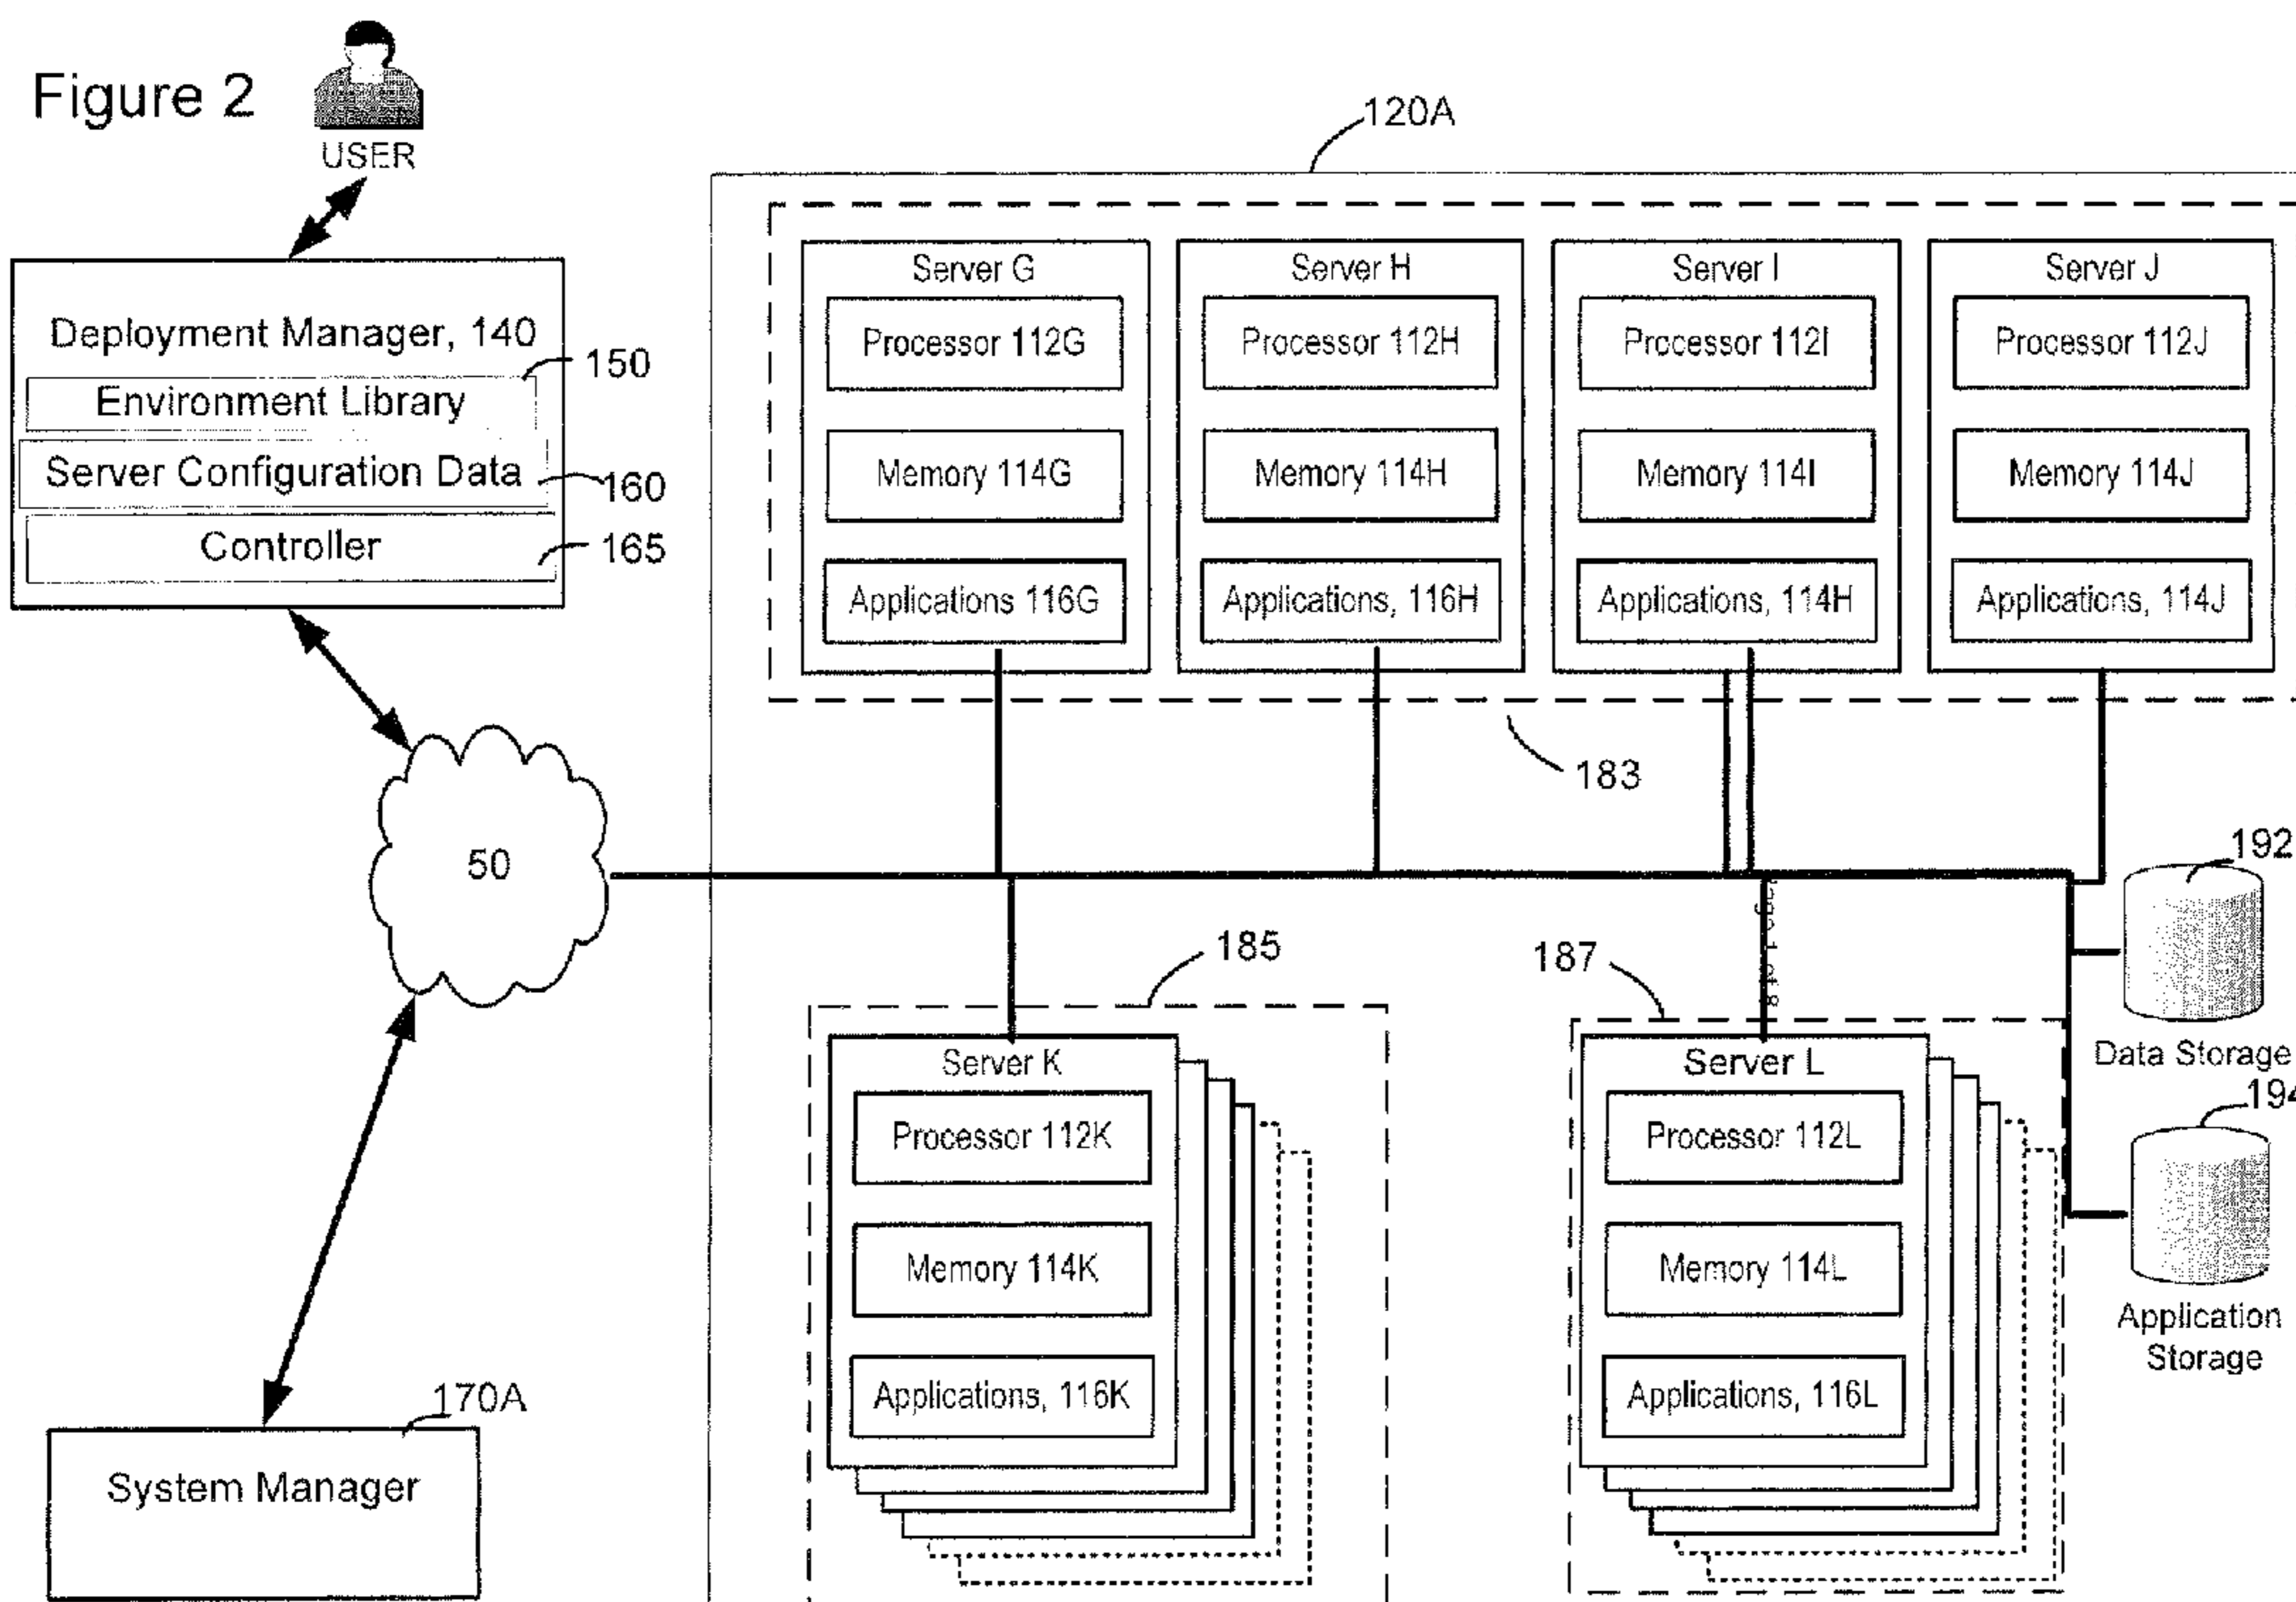 Figure 2
USER
120A
Deployment Manager, 140
150
Environment Library
Server Configuration Data
160
Controller
165
Server G
Processor 112G
Memory 114G
Applications 116G
Server H
Processor 112H
Memory 114H
Applications, 116H
Server I
Processor 112I
Memory 114I
Applications, 114H
Server J
Processor 112J
Memory 114J
Applications, 114J
183
50
192
Data Storage
194
Application
Storage
185
Server K
Processor 112K
Memory 114K
Applications, 116K
187
Server L
Processor 112L
Memory 114L
Applications, 116L
170A
System Manager